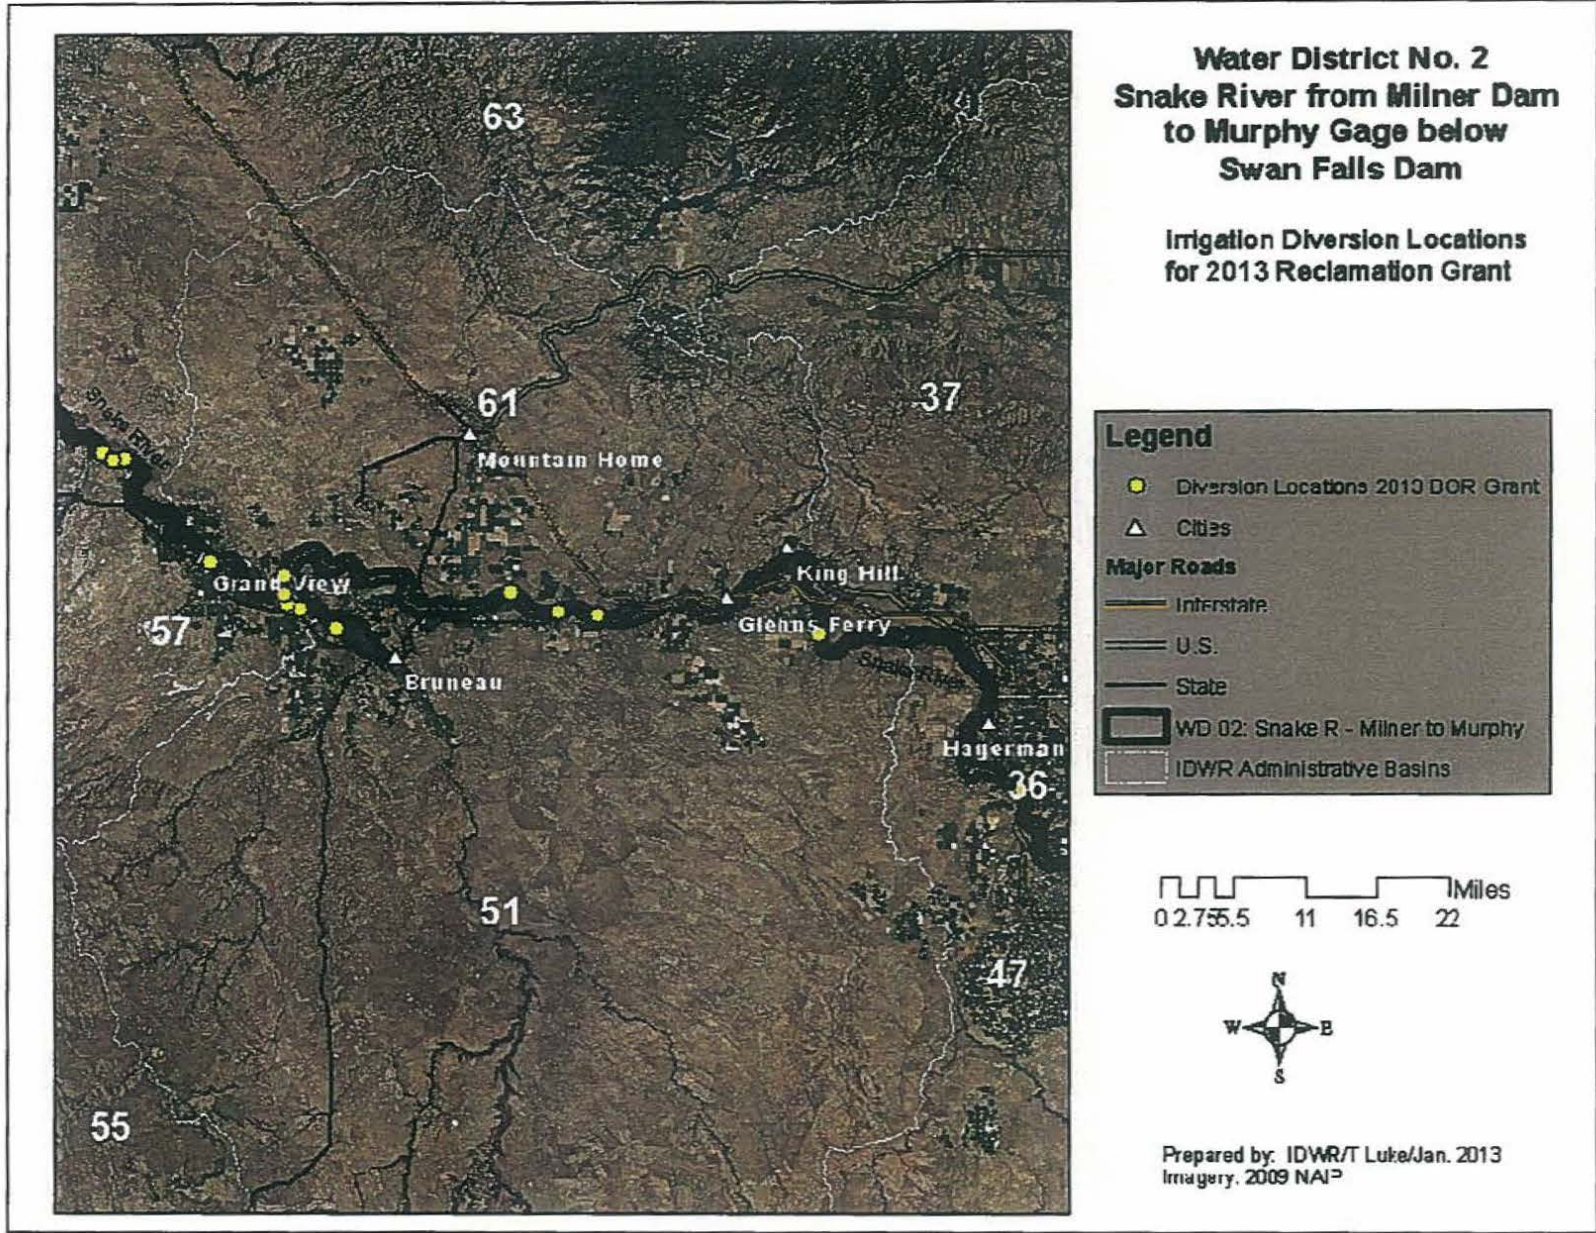 Water District No. 2
Snake River from Milner Dam
to Murphy Gage below
Swan Falls Dam
Irrigation Diversion Locations
for 2013 Reclamation Grant
63
61
37
Snake River
Mountain Home
Grand View
King Hill
57
Glenns Ferry
Bruneau
Snake River
Hagerman
36
51
47
55
Legend
Diversion Locations 2013 BOR Grant
Cities
Major Roads
Interstate
U.S.
State
WD 02: Snake R - Milner to Murphy
IDWR Administrative Basins
Miles
0 2.75 5.5 11 16.5 22
N
W E
S
Prepared by: IDWR/T Luke/Jan. 2013
Imagery. 2009 NAIP